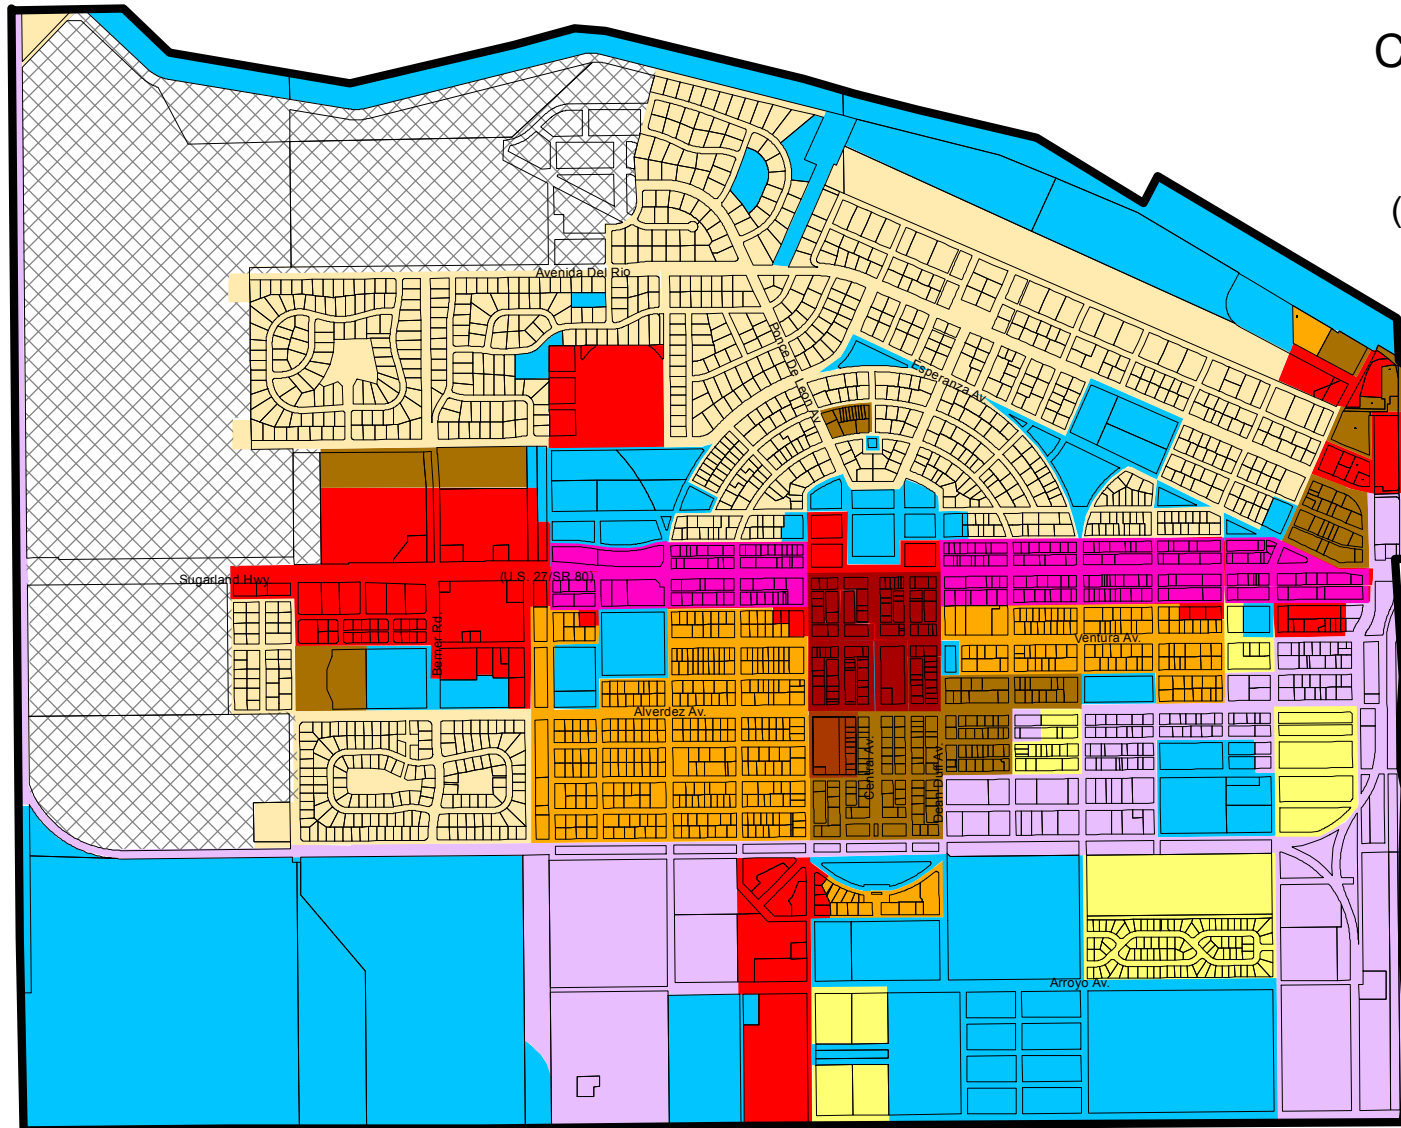 C
(
Avenida Del Rio
Ponce De Leon Av.
Esperanza Av.
Sugarland Hwy
(U.S. 27/SR 80)
Berner Rd.
Ventura Av.
Alverdez Av.
Central Av.
Dean Duff Av.
Arroyo Av.